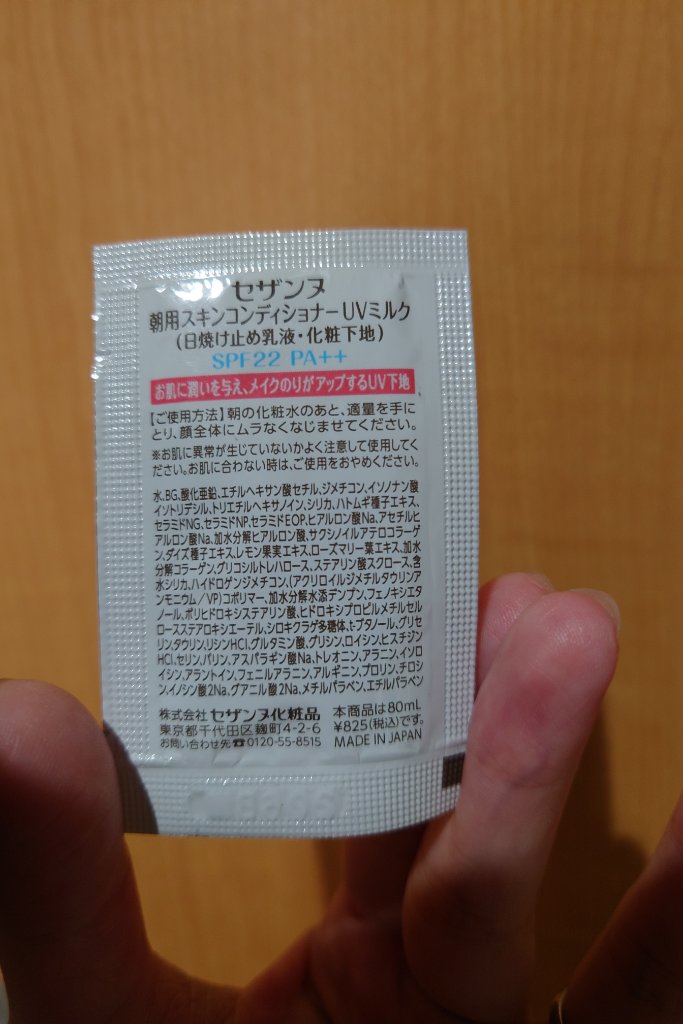 セザンヌ
朝用スキンコンディショナーUVミルク
(日焼け止め乳液・化粧下地)
SPF22 PA++
お肌に潤いを与え、メイクのりがアップするUV下地
【ご使用方法】朝の化粧水のあと、適量を手に
とり、顔全体にムラなくなじませてください。
※お肌に異常が生じていないかよく注意して使用してく
ださい。お肌に合わない時は、ご使用をおやめください。
水、BG、酸化亜鉛、エチルヘキサン酸セチル、ジメチコン、イソノナン酸
イソトリデシル、トリエチルヘキサノイン、シリカ、ハトムギ種子エキス、
セラミドNG、セラミドNP、セラミドEOP、ヒアルロン酸Na、アセチルヒ
アルロン酸Na、加水分解ヒアルロン酸、サクシノイルアテロコラーゲ
ン、ダイズ種子エキス、レモン果実エキス、ローズマリー葉エキス、加水
分解コラーゲン、グリコシルトレハロース、ステアリン酸スクロース、含
水シリカ、ハイドロゲンジメチコン、(アクリロイルジメチルタウリンア
ンモニウム/VP)コポリマー、加水分解水添デンプン、フェノキシエタ
ノール、ポリヒドロキシステアリン酸、ヒドロキシプロピルメチルセル
ロースステアロキシエーテル、シロキクラゲ多糖体、t-ブタノール、グリセ
リン、タウリン、リシンHCl、グルタミン酸、グリシン、ロイシン、ヒスチジン
HCl、セリン、バリン、アスパラギン酸Na、トレオニン、アラニン、イソロ
イシン、アラントイン、フェニルアラニン、アルギニン、プロリン、チロシ
ン、イノシン酸2Na、グアニル酸2Na、メチルパラベン、エチルパラベン
株式会社 セザンヌ化粧品 本商品は80mL
東京都千代田区麹町4-2-6 ¥825(税込)です。
お問い合わせ先☎0120-55-8515 MADE IN JAPAN